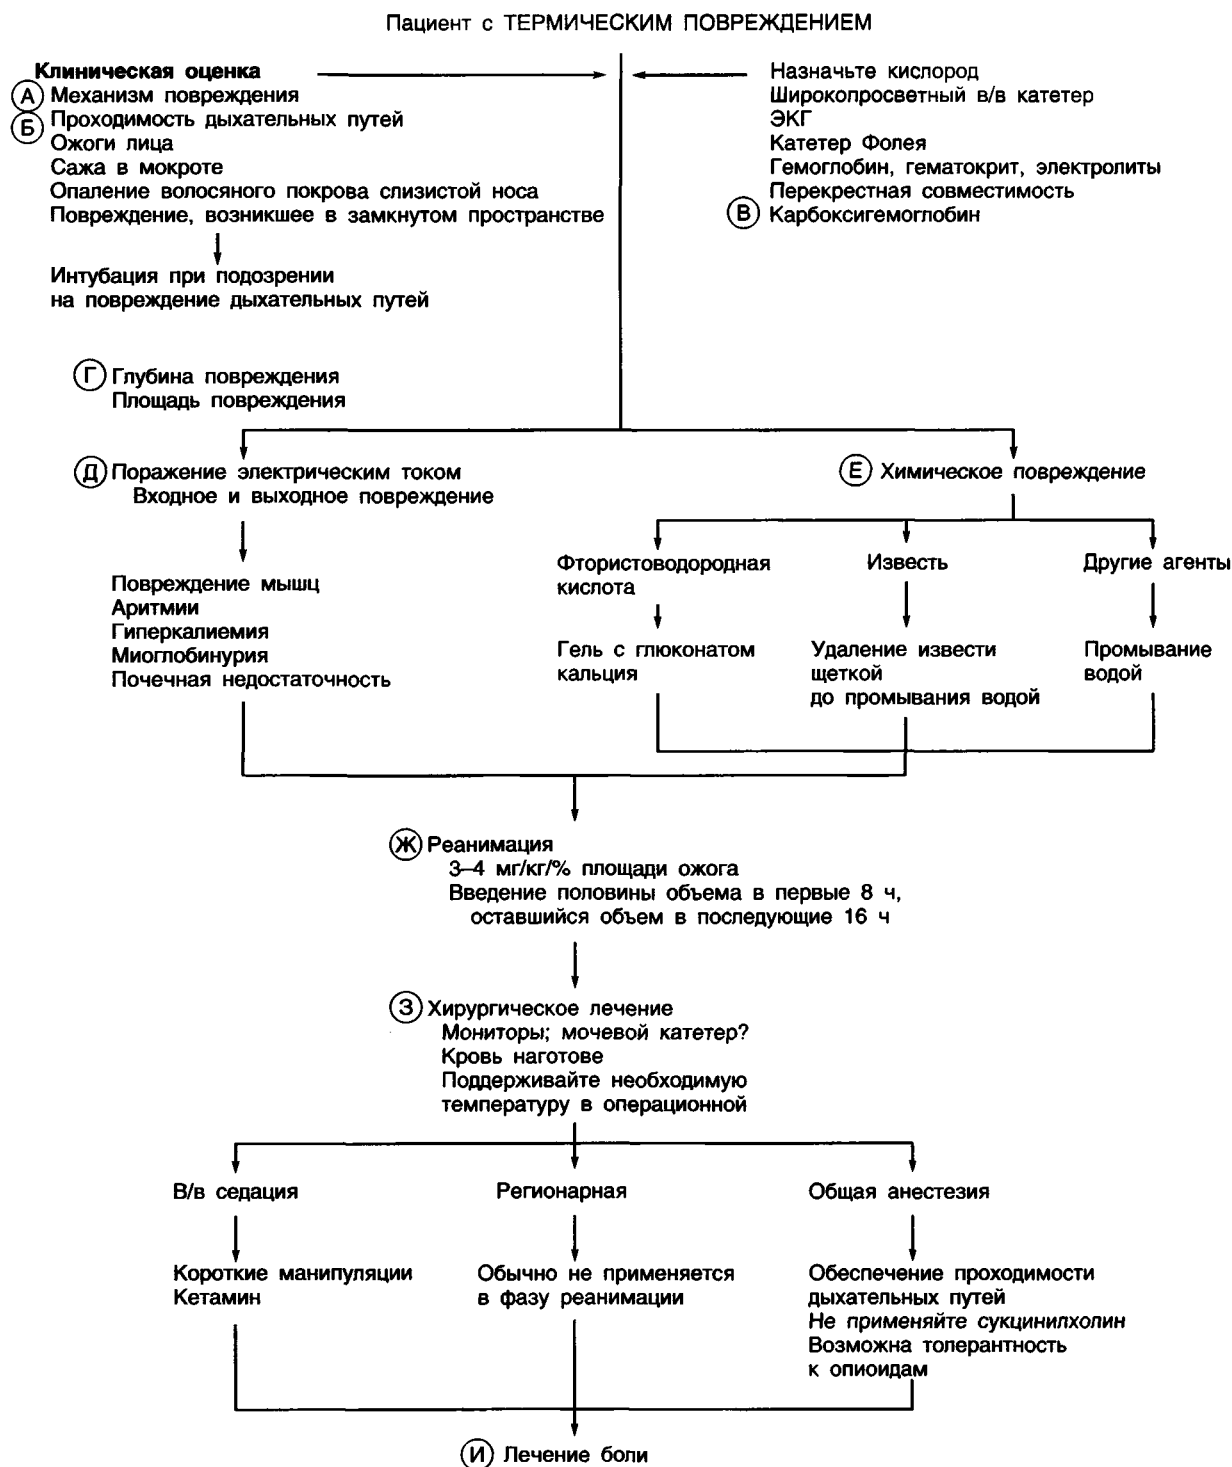 Пациент с ТЕРМИЧЕСКИМ ПОВРЕЖДЕНИЕМ
Клиническая оценка
А Механизм повреждения
Б Проходимость дыхательных путей
Ожоги лица
Сажа в мокроте
Опаление волосяного покрова слизистой носа
Повреждение, возникшее в замкнутом пространстве
Интубация при подозрении
на повреждение дыхательных путей
Назначьте кислород
Широкопросветный в/в катетер
ЭКГ
Катетер Фолея
Гемоглобин, гематокрит, электролиты
Перекрестная совместимость
В Карбоксигемоглобин
Г Глубина повреждения
Площадь повреждения
Д Поражение электрическим током
Входное и выходное повреждение
Повреждение мышц
Аритмии
Гиперкалиемия
Миоглобинурия
Почечная недостаточность
Е Химическое повреждение
Фтористоводородная
кислота
Гель с глюконатом
кальция
Известь
Удаление извести
щеткой
до промывания водой
Другие агенты
Промывание
водой
Ж Реанимация
3–4 мг/кг/% площади ожога
Введение половины объема в первые 8 ч,
оставшийся объем в последующие 16 ч
З Хирургическое лечение
Мониторы; мочевой катетер?
Кровь наготове
Поддерживайте необходимую
температуру в операционной
В/в седация
Короткие манипуляции
Кетамин
Регионарная
Обычно не применяется
в фазу реанимации
Общая анестезия
Обеспечение проходимости
дыхательных путей
Не применяйте сукцинилхолин
Возможна толерантность
к опиоидам
И Лечение боли